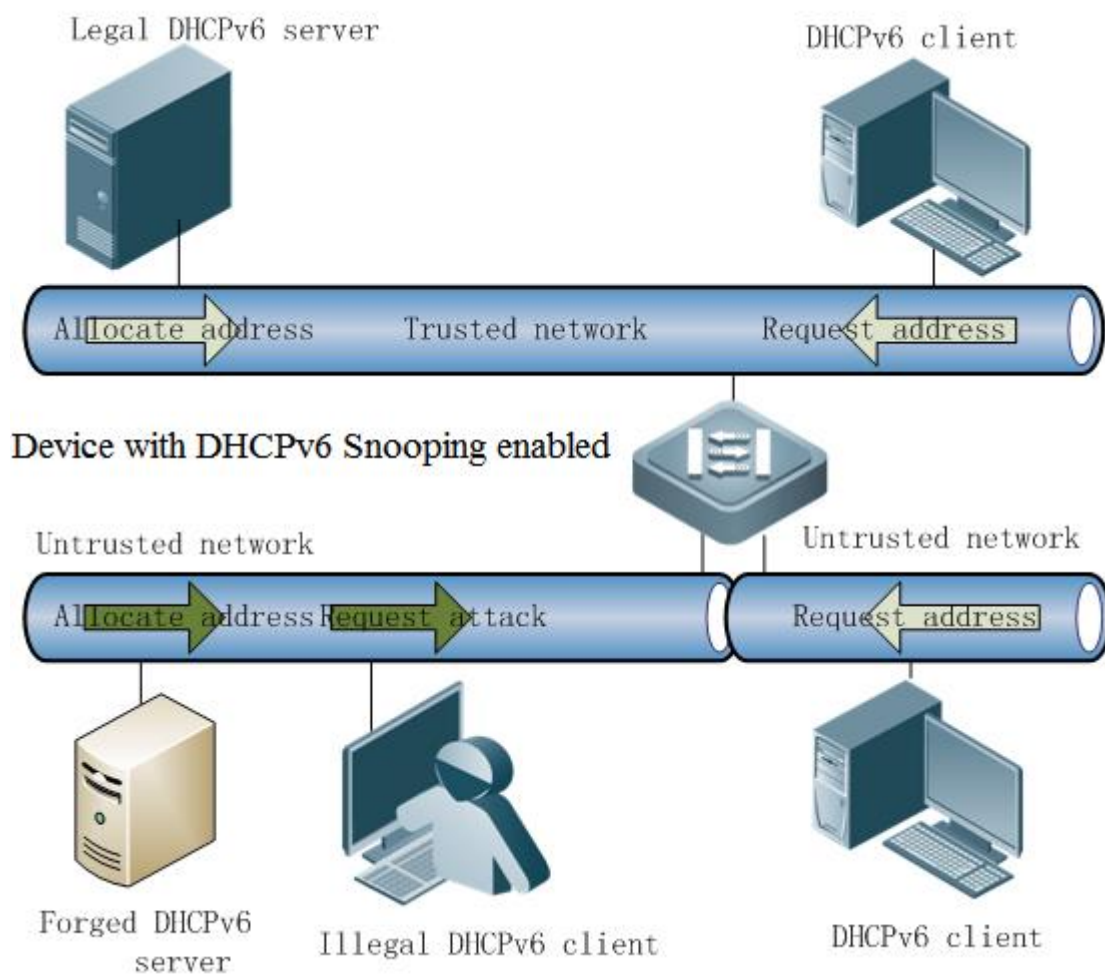 Legal DHCPv6 server
DHCPv6 client
Allocate address
Trusted network
Request address
Device with DHCPv6 Snooping enabled
Untrusted network
Untrusted network
Allocate address
Request attack
Request address
Forged DHCPv6
server
Illegal DHCPv6 client
DHCPv6 client